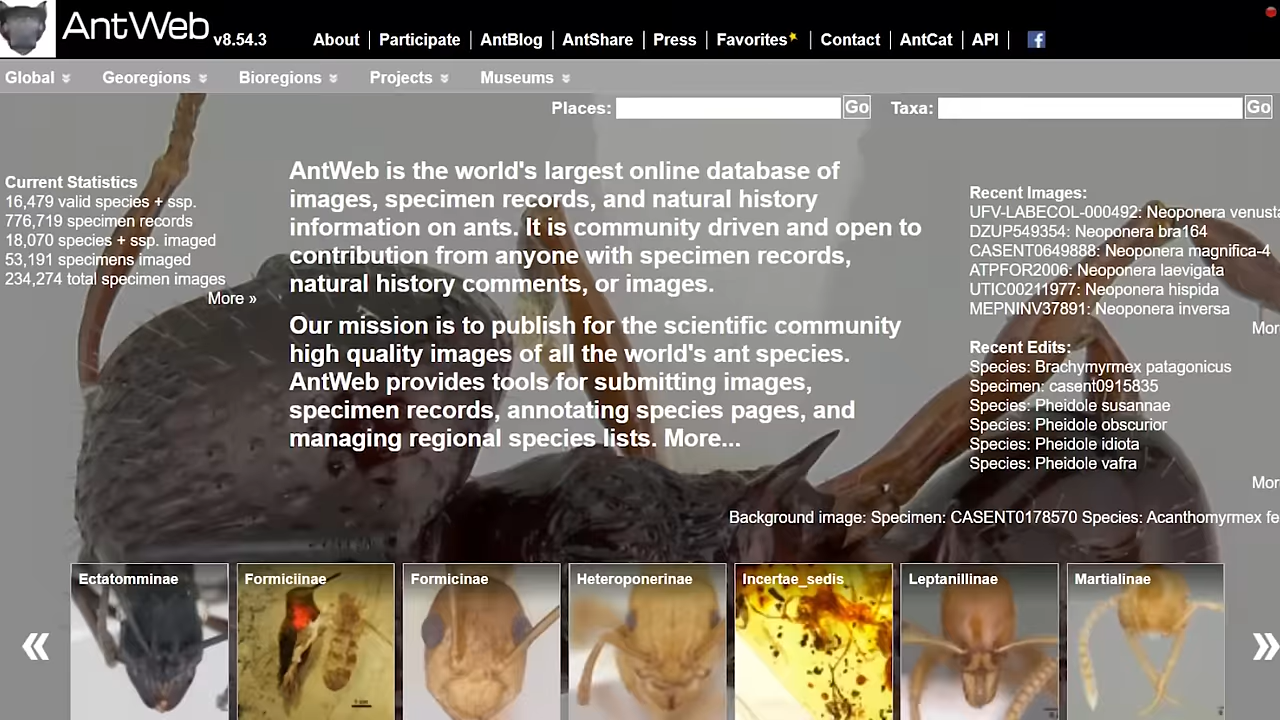 AntWeb v8.54.3
About | Participate | AntBlog | AntShare | Press | Favorites | Contact | AntCat | API |
Global Georegions Bioregions Projects Museums
Places: Go Taxa: Go
Current Statistics
16,479 valid species + ssp.
776,719 specimen records
18,070 species + ssp. imaged
53,191 specimens imaged
234,274 total specimen images
More »
AntWeb is the world's largest online database of
images, specimen records, and natural history
information on ants. It is community driven and open to
contribution from anyone with specimen records,
natural history comments, or images.
Our mission is to publish for the scientific community
high quality images of all the world's ant species.
AntWeb provides tools for submitting images,
specimen records, annotating species pages, and
managing regional species lists. More...
Recent Images:
UFV-LABECOL-000492: Neoponera venusta
DZUP549354: Neoponera bra164
CASENT0649888: Neoponera magnifica-4
ATPFOR2006: Neoponera laevigata
UTIC00211977: Neoponera hispida
MEPNINV37891: Neoponera inversa
Mor
Recent Edits:
Species: Brachymyrmex patagonicus
Specimen: casent0915835
Species: Pheidole susannae
Species: Pheidole obscurior
Species: Pheidole idiota
Species: Pheidole vafra
Mor
Background image: Specimen: CASENT0178570 Species: Acanthomyrmex fe
Ectatomminae
Formiciinae
Formicinae
Heteroponerinae
Incertae_sedis
Leptanillinae
Martialinae